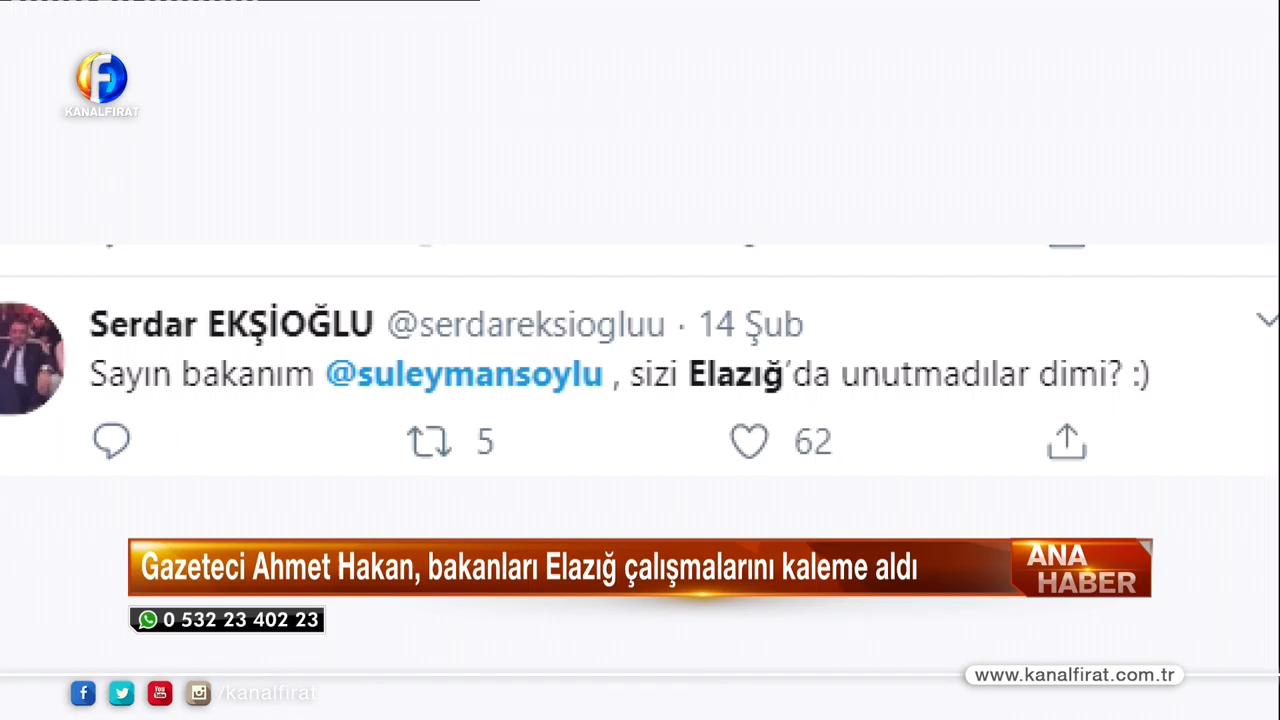 KANALFIRAT
Serdar EKŞİOĞLU @serdareksiogluu · 14 Şub
Sayın bakanım @suleymansoylu , sizi Elazığ'da unutmadılar dimi? :)
5 62
Gazeteci Ahmet Hakan, bakanları Elazığ çalışmalarını kaleme aldı
ANA
HABER
0 532 23 402 23
www.kanalfirat.com.tr
/kanalfirat